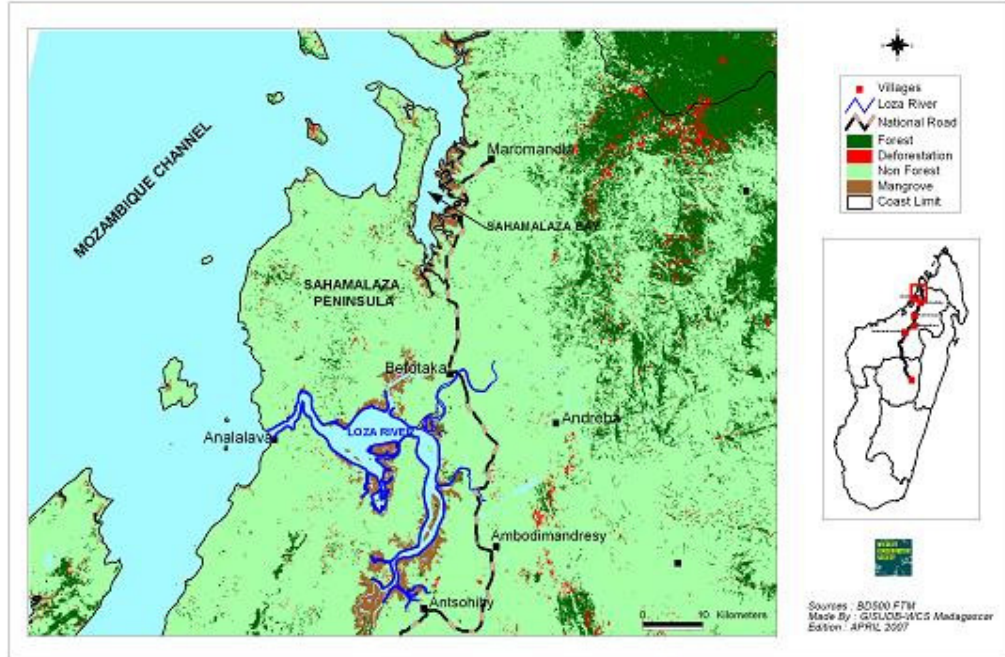 MOZAMBIQUE CHANNEL
Maromandia
SAHAMALAZA BAY
SAHAMALAZA
PENINSULA
Befotaka
Analalava
LOZA RIVER
Andreba
Ambodimandresy
Antsohihy
0 10 Kilometers
Villages
Loza River
National Road
Forest
Deforestation
Non Forest
Mangrove
Coast Limit
Sources : BD500 FTM
Made By : GISUDB-WCS Madagascar
Edition : APRIL 2007